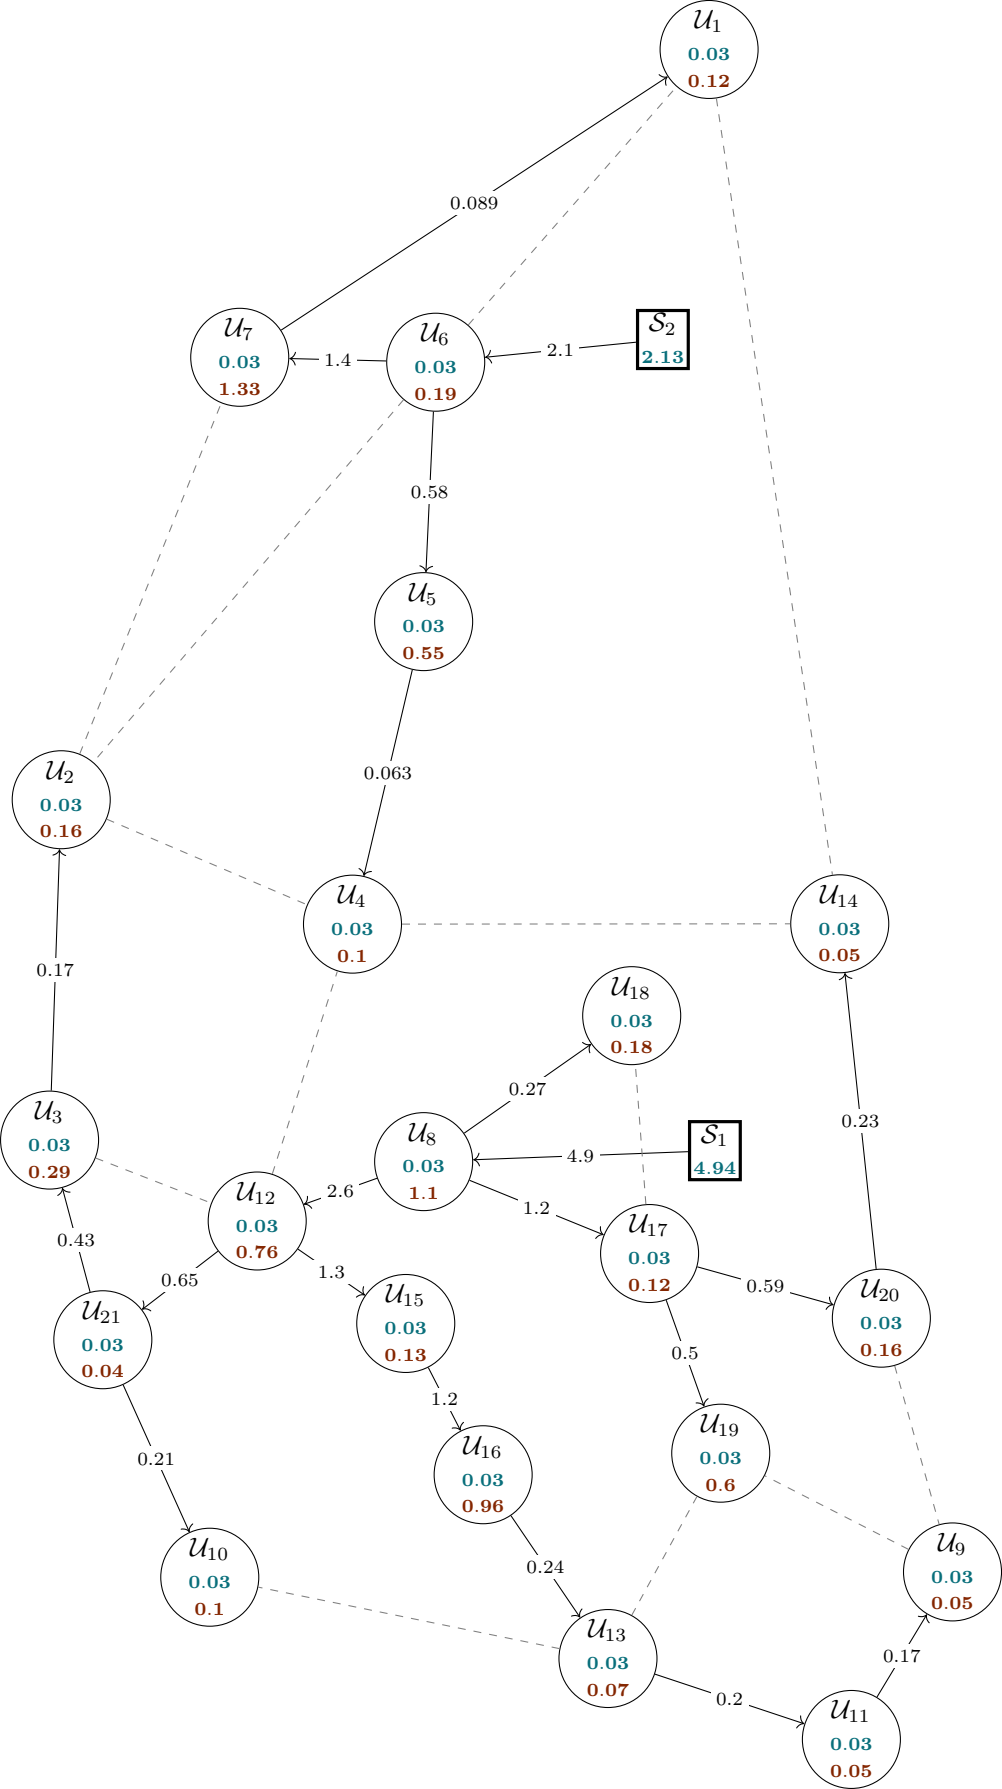 𝒰₁
0.03
0.12
0.089
𝒰₇
0.03
1.33
1.4
𝒰₆
0.03
0.19
2.1
𝒮₂
2.13
0.58
𝒰₅
0.03
0.55
0.063
𝒰₂
0.03
0.16
𝒰₄
0.03
0.1
𝒰₁₄
0.03
0.05
0.17
𝒰₁₈
0.03
0.18
0.27
0.23
𝒰₃
0.03
0.29
𝒰₈
0.03
1.1
4.9
𝒮₁
4.94
2.6
1.2
𝒰₁₂
0.03
0.76
𝒰₁₇
0.03
0.12
0.43
0.65
1.3
0.59
𝒰₂₁
0.03
0.04
𝒰₁₅
0.03
0.13
𝒰₂₀
0.03
0.16
0.5
1.2
0.21
𝒰₁₆
0.03
0.96
𝒰₁₉
0.03
0.6
𝒰₁₀
0.03
0.1
0.24
𝒰₉
0.03
0.05
𝒰₁₃
0.03
0.07
0.17
0.2
𝒰₁₁
0.03
0.05